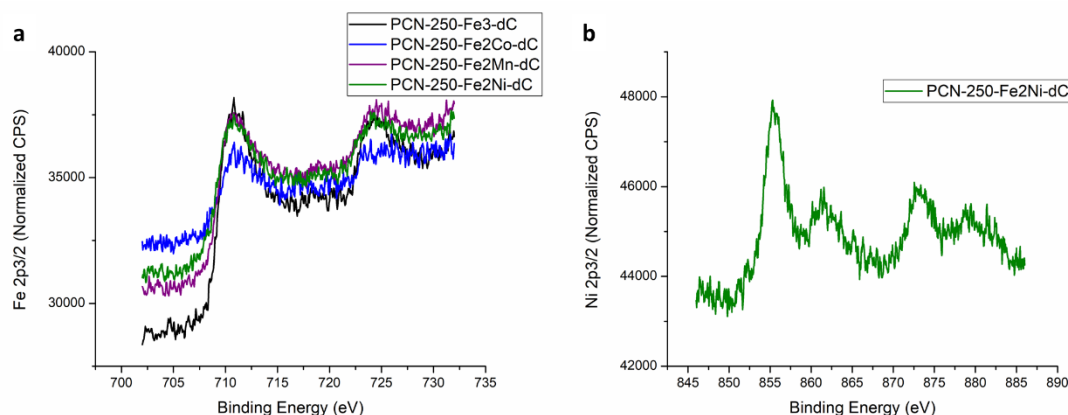 a
PCN-250-Fe3-dC
PCN-250-Fe2Co-dC
PCN-250-Fe2Mn-dC
PCN-250-Fe2Ni-dC
40000
35000
30000
Fe 2p3/2 (Normalized CPS)
700 705 710 715 720 725 730 735
Binding Energy (eV)
b
PCN-250-Fe2Ni-dC
48000
46000
44000
42000
Ni 2p3/2 (Normalized CPS)
845 850 855 860 865 870 875 880 885 890
Binding Energy (eV)